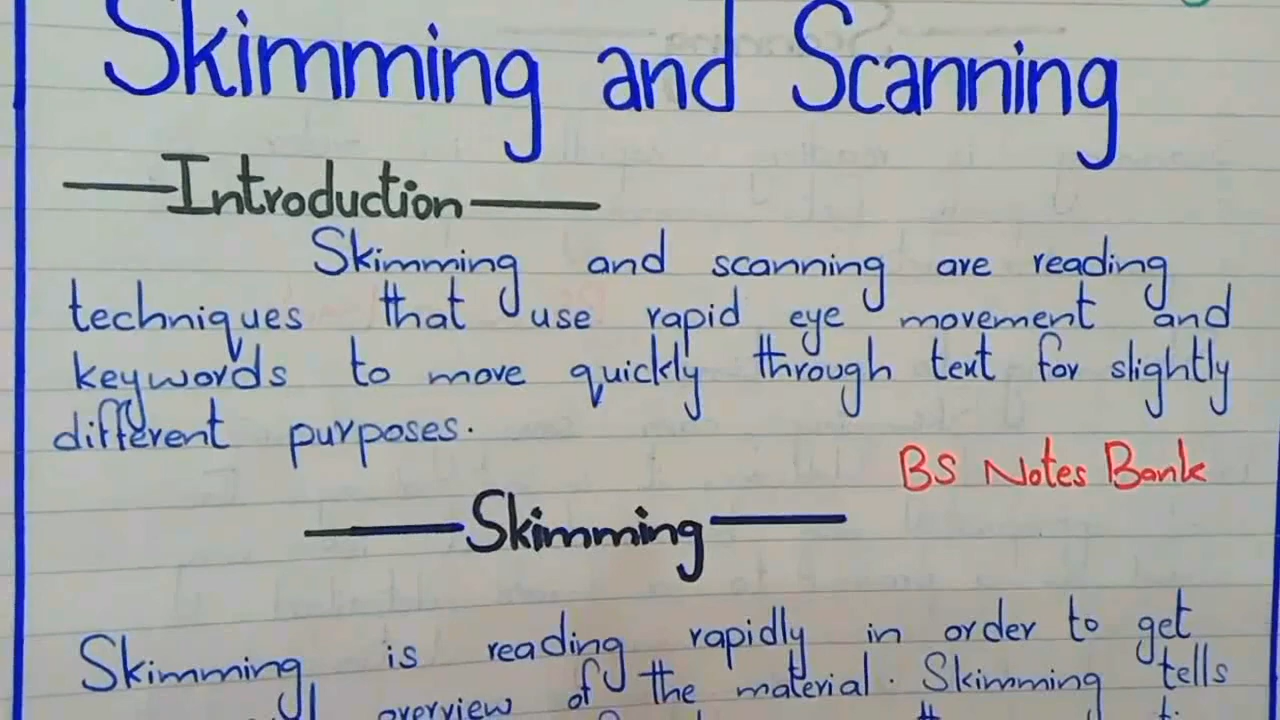 Skimming and Scanning
Introduction
Skimming and scanning are reading
techniques that use rapid eye movement and
keywords to move quickly through text for slightly
different purposes.
BS Notes Bank
Skimming
Skimming is reading rapidly in order to get
overview of the material. Skimming tells